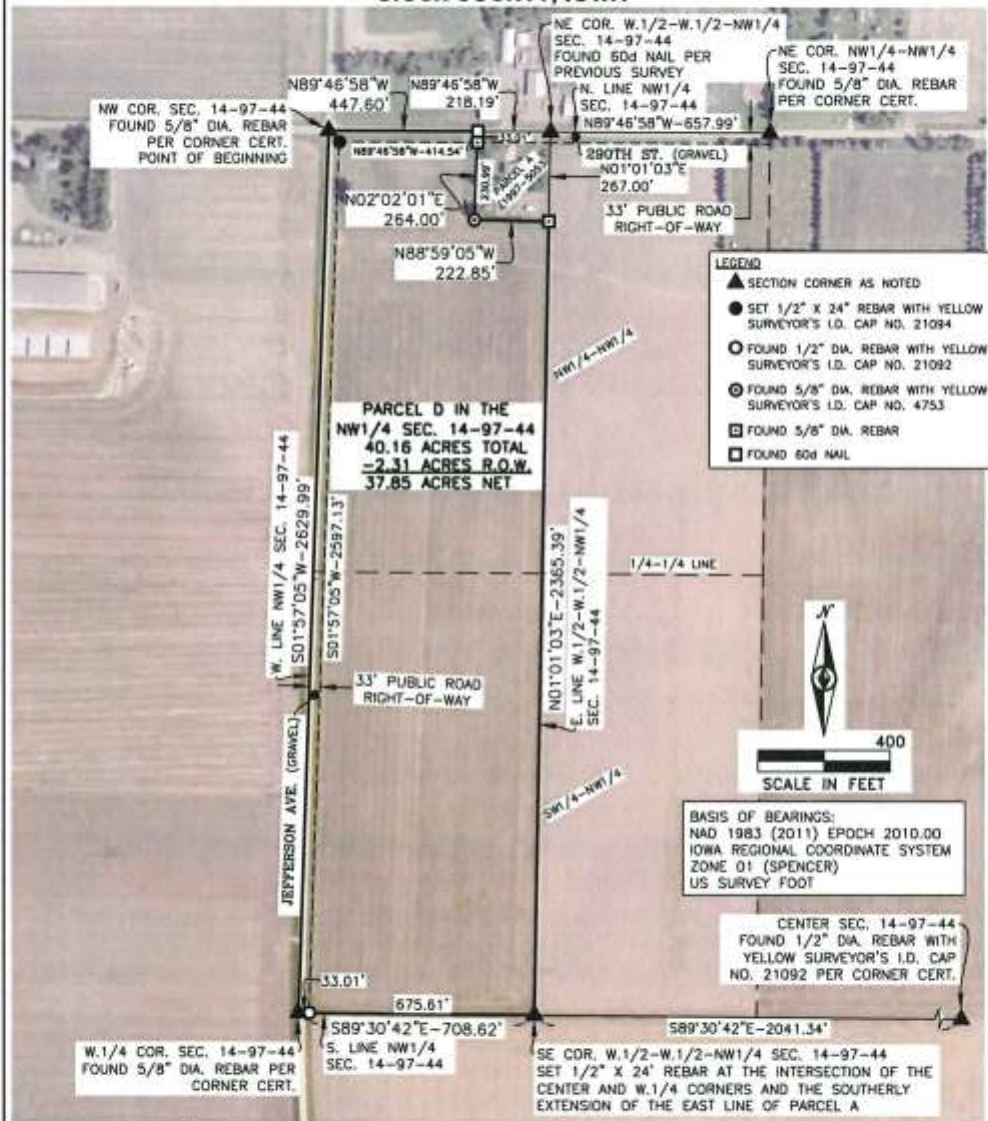 NE COR. W.1/2-W.1/2-NW1/4
SEC. 14-97-44
FOUND 60d NAIL PER
PREVIOUS SURVEY
NE COR. NW1/4-NW1/4
SEC. 14-97-44
FOUND 5/8" DIA. REBAR
PER CORNER CERT.
N89°46'58"W
447.60'
N89°46'58"W
218.19'
N. LINE NW1/4
SEC. 14-97-44
N89°46'58"W-657.99'
NW COR. SEC. 14-97-44
FOUND 5/8" DIA. REBAR
PER CORNER CERT.
POINT OF BEGINNING
33.01'
N89°46'58"W-414.54'
290TH ST. (GRAVEL)
N01°01'03"E
267.00'
230.99'
PARCEL A
N02°02'01"E
264.00'
33' PUBLIC ROAD
RIGHT-OF-WAY
N88°59'05"W
222.85'
LEGEND
SECTION CORNER AS NOTED
SET 1/2" X 24" REBAR WITH YELLOW
SURVEYOR'S I.D. CAP NO. 21094
FOUND 1/2" DIA. REBAR WITH YELLOW
SURVEYOR'S I.D. CAP NO. 21092
FOUND 5/8" DIA. REBAR WITH YELLOW
SURVEYOR'S I.D. CAP NO. 4753
FOUND 5/8" DIA. REBAR
FOUND 60d NAIL
NW1/4-NW1/4
PARCEL D IN THE
NW1/4 SEC. 14-97-44
40.16 ACRES TOTAL
-2.31 ACRES R.O.W.
37.85 ACRES NET
W. LINE NW1/4 SEC. 14-97-44
S01°57'05"W-2629.99'
S01°57'05"W-2597.13'
N01°01'03"E-2365.39'
E. LINE W.1/2-W.1/2-NW1/4
SEC. 14-97-44
1/4-1/4 LINE
33' PUBLIC ROAD
RIGHT-OF-WAY
JEFFERSON AVE. (GRAVEL)
SW1/4-NW1/4
N
400
SCALE IN FEET
BASIS OF BEARINGS:
NAD 1983 (2011) EPOCH 2010.00
IOWA REGIONAL COORDINATE SYSTEM
ZONE 01 (SPENCER)
US SURVEY FOOT
CENTER SEC. 14-97-44
FOUND 1/2" DIA. REBAR WITH
YELLOW SURVEYOR'S I.D. CAP
NO. 21092 PER CORNER CERT.
33.01'
675.61'
S89°30'42"E-708.62'
S89°30'42"E-2041.34'
W.1/4 COR. SEC. 14-97-44
FOUND 5/8" DIA. REBAR PER
CORNER CERT.
S. LINE NW1/4
SEC. 14-97-44
SE COR. W.1/2-W.1/2-NW1/4 SEC. 14-97-44
SET 1/2" X 24' REBAR AT THE INTERSECTION OF THE
CENTER AND W.1/4 CORNERS AND THE SOUTHERLY
EXTENSION OF THE EAST LINE OF PARCEL A